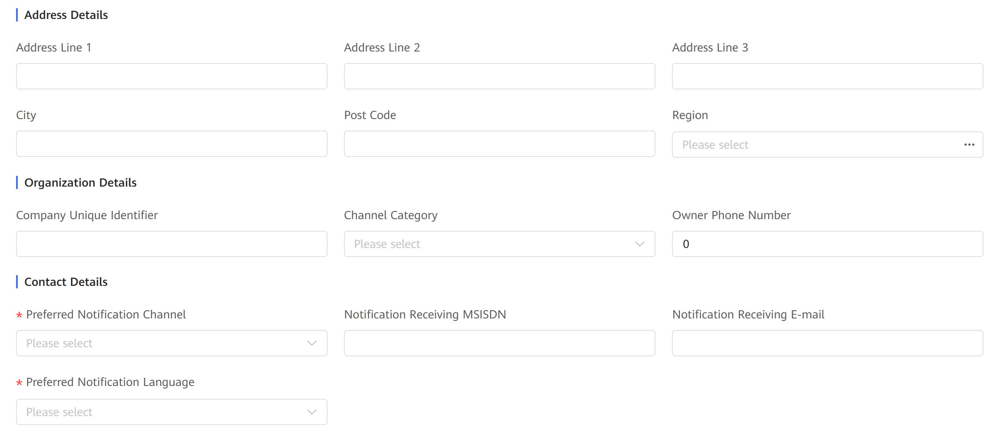 Address Details
Address Line 1
Address Line 2
Address Line 3
City
Post Code
Region
Please select
Organization Details
Company Unique Identifier
Channel Category
Owner Phone Number
Please select
0
Contact Details
* Preferred Notification Channel
Notification Receiving MSISDN
Notification Receiving E-mail
Please select
* Preferred Notification Language
Please select